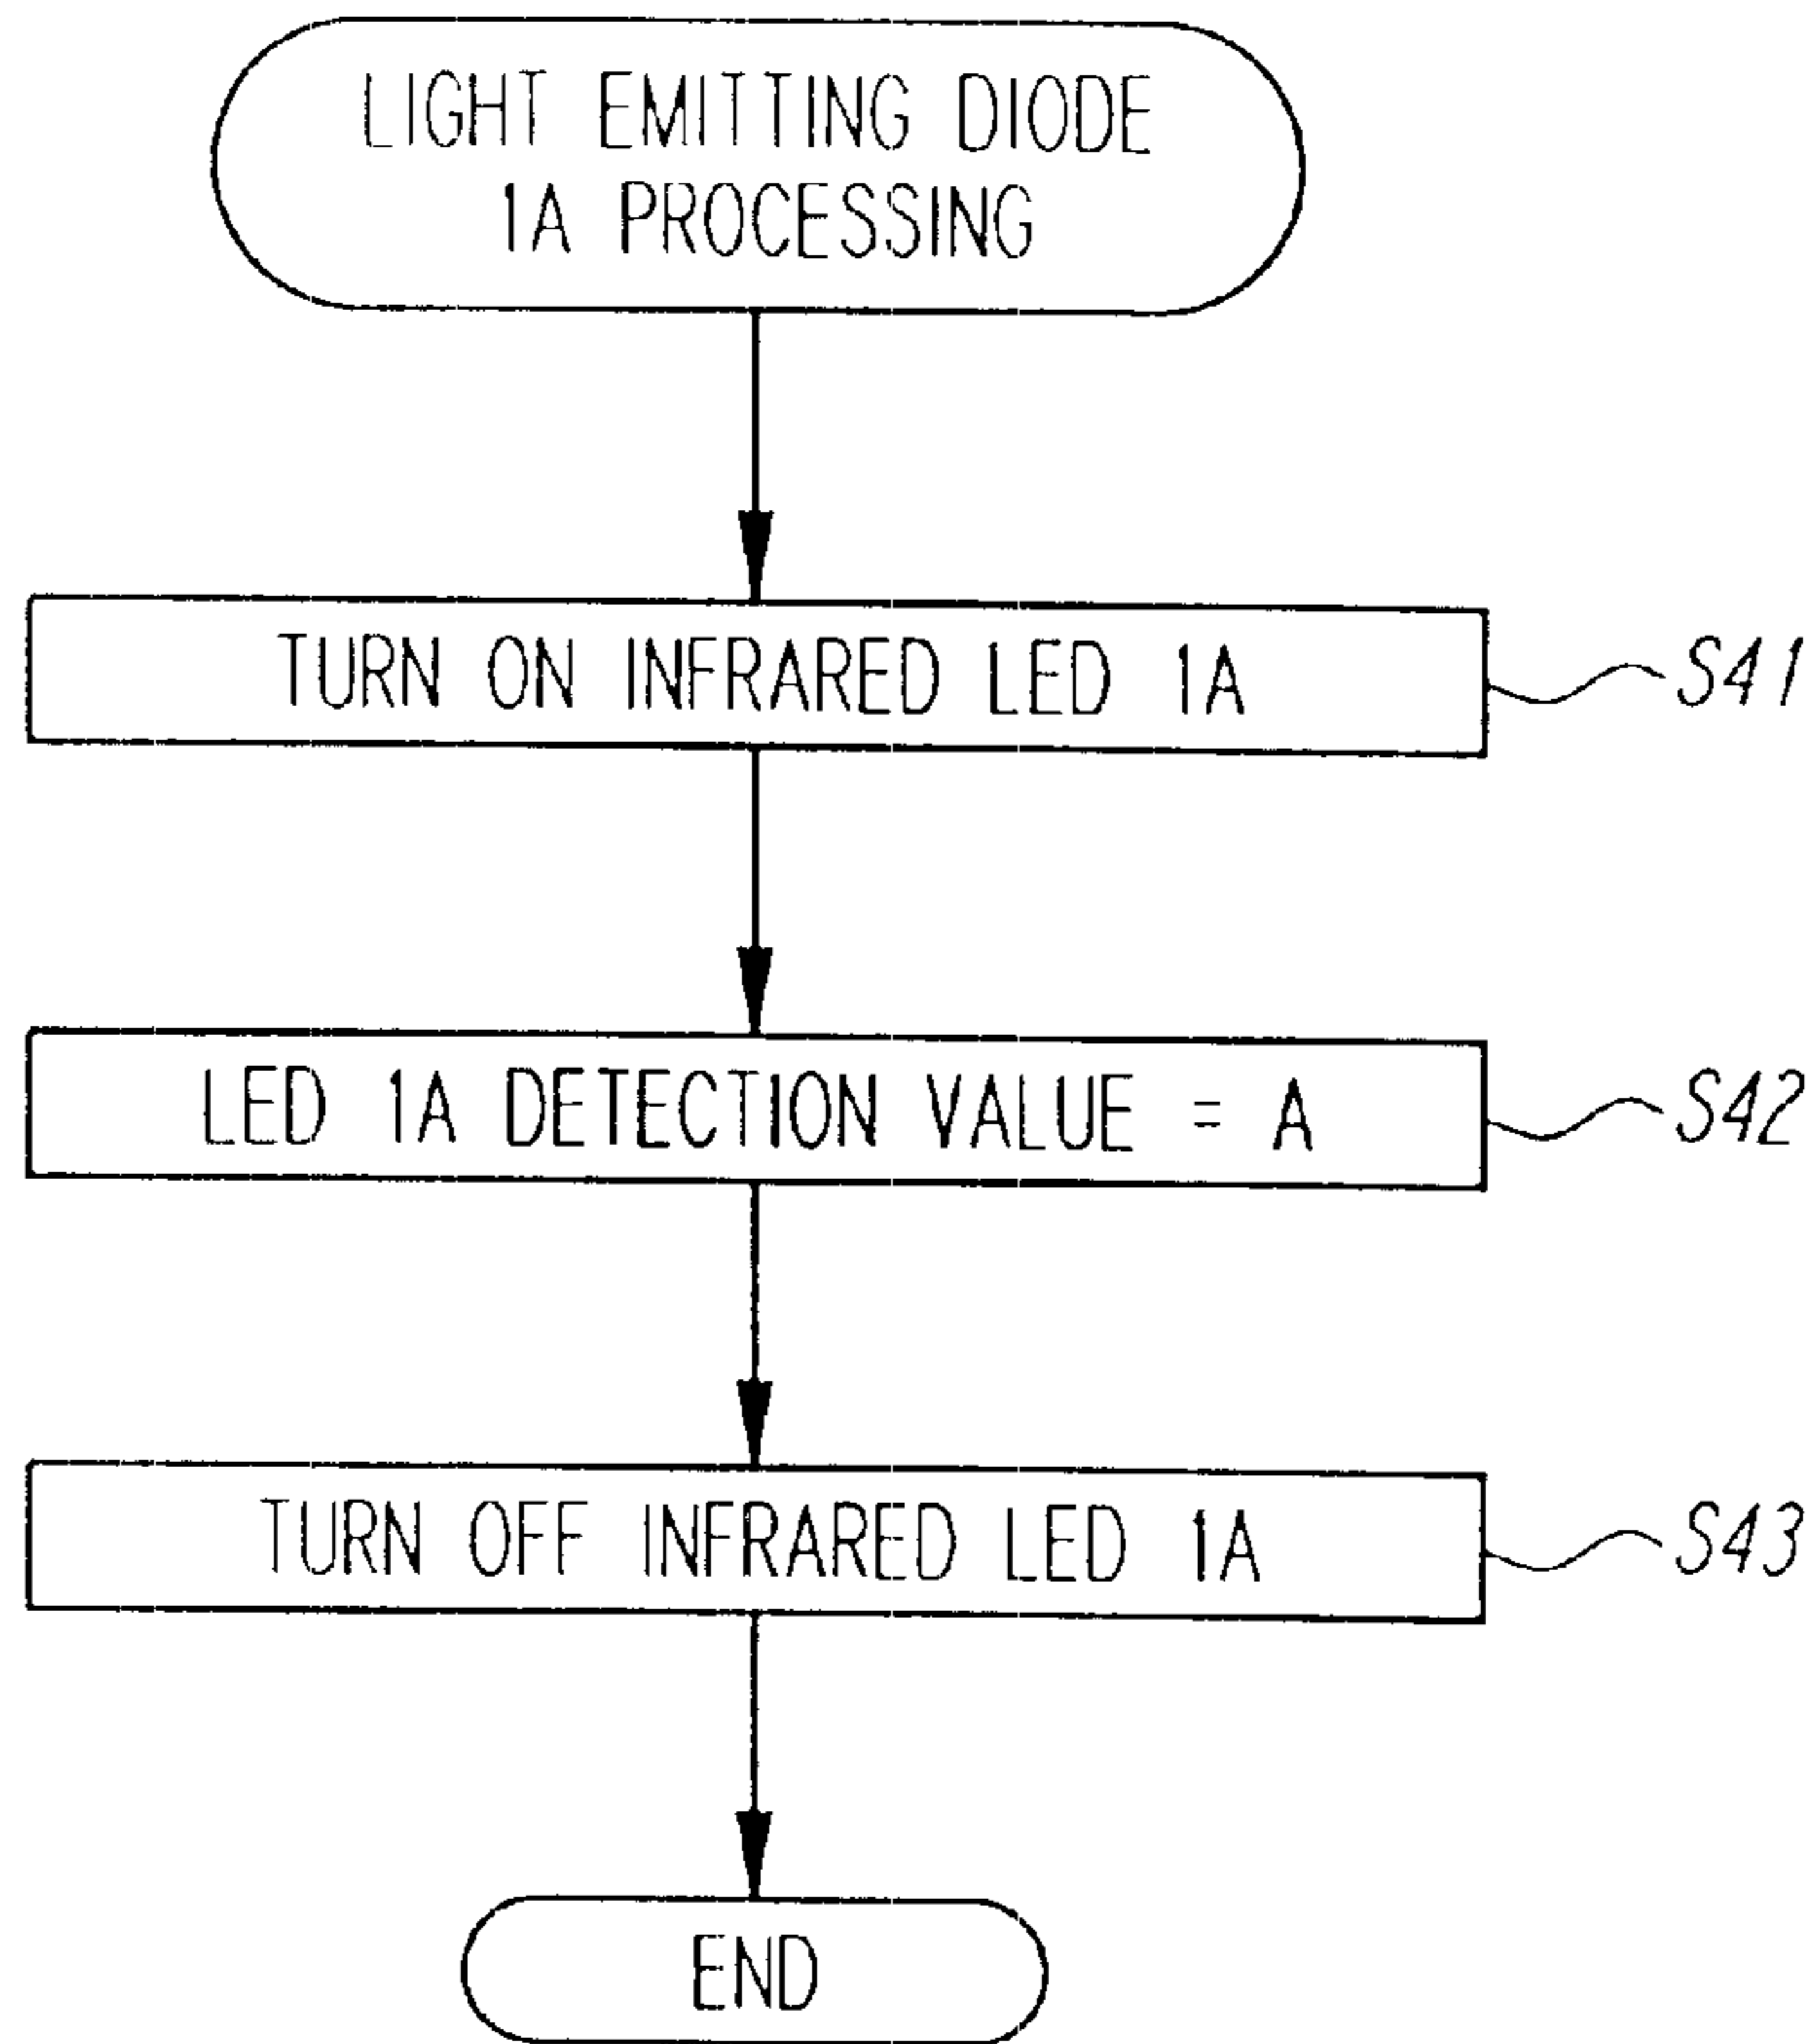 LIGHT EMITTING DIODE
1A PROCESSING
TURN ON INFRARED LED 1A
S41
LED 1A DETECTION VALUE = A
S42
TURN OFF INFRARED LED 1A
S43
END